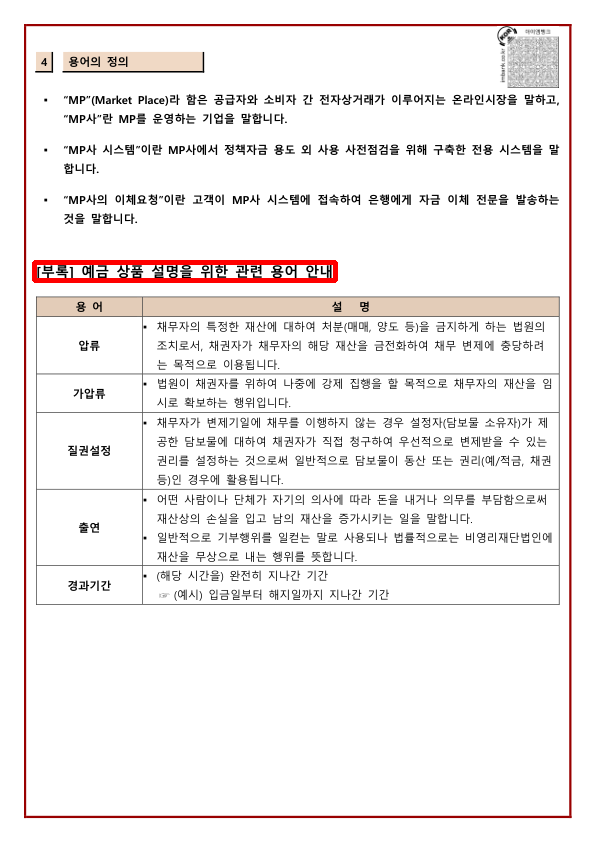 아이엠뱅크
imbank.co.kr
4 용어의 정의
▪ “MP”(Market Place)라 함은 공급자와 소비자 간 전자상거래가 이루어지는 온라인시장을 말하고,
“MP사”란 MP를 운영하는 기업을 말합니다.
▪ “MP사 시스템”이란 MP사에서 정책자금 용도 외 사용 사전점검을 위해 구축한 전용 시스템을 말
합니다.
▪ “MP사의 이체요청”이란 고객이 MP사 시스템에 접속하여 은행에게 자금 이체 전문을 발송하는
것을 말합니다.
[부록] 예금 상품 설명을 위한 관련 용어 안내
용 어 설 명
압류
▪ 채무자의 특정한 재산에 대하여 처분(매매, 양도 등)을 금지하게 하는 법원의
조치로서, 채권자가 채무자의 해당 재산을 금전화하여 채무 변제에 충당하려
는 목적으로 이용됩니다.
가압류
▪ 법원이 채권자를 위하여 나중에 강제 집행을 할 목적으로 채무자의 재산을 임
시로 확보하는 행위입니다.
질권설정
▪ 채무자가 변제기일에 채무를 이행하지 않는 경우 설정자(담보물 소유자)가 제
공한 담보물에 대하여 채권자가 직접 청구하여 우선적으로 변제받을 수 있는
권리를 설정하는 것으로써 일반적으로 담보물이 동산 또는 권리(예/적금, 채권
등)인 경우에 활용됩니다.
출연
▪ 어떤 사람이나 단체가 자기의 의사에 따라 돈을 내거나 의무를 부담함으로써
재산상의 손실을 입고 남의 재산을 증가시키는 일을 말합니다.
▪ 일반적으로 기부행위를 일컫는 말로 사용되나 법률적으로는 비영리재단법인에
재산을 무상으로 내는 행위를 뜻합니다.
경과기간
▪ (해당 시간을) 완전히 지나간 기간
☞ (예시) 입금일부터 해지일까지 지나간 기간